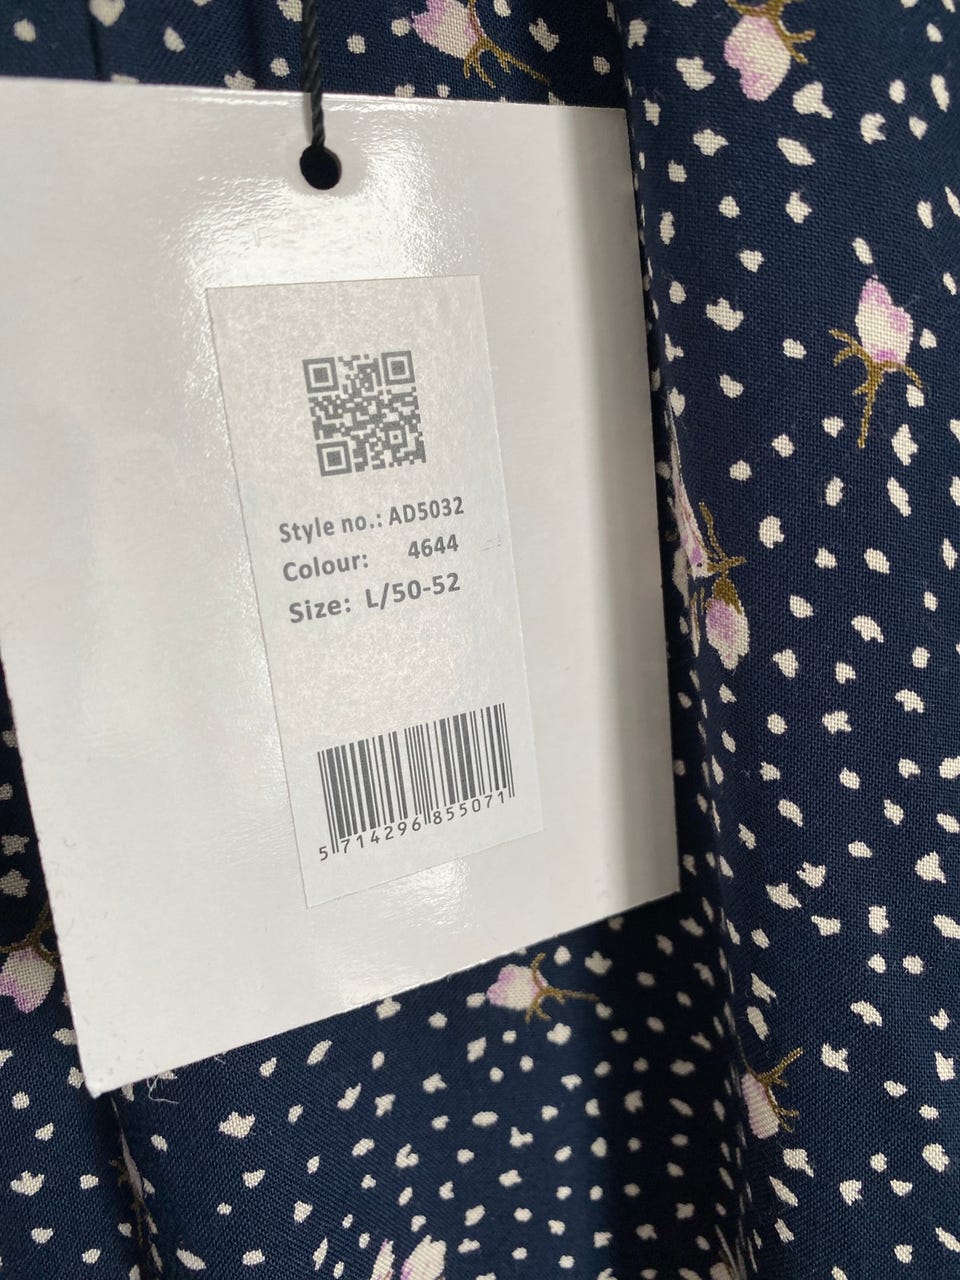 Style no.: AD5032
Colour: 4644
Size: L/50-52
5 714296 855071